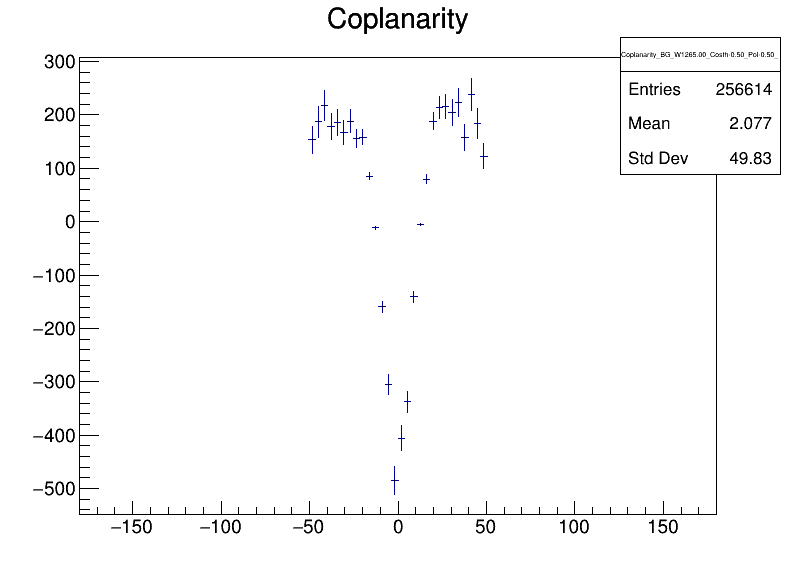 Coplanarity
Coplanarity_BG_W1265.00_Costh-0.50_Pol-0.50_
Entries 256614
Mean 2.077
Std Dev 49.83
300
200
100
0
−100
−200
−300
−400
−500
−150 −100 −50 0 50 100 150